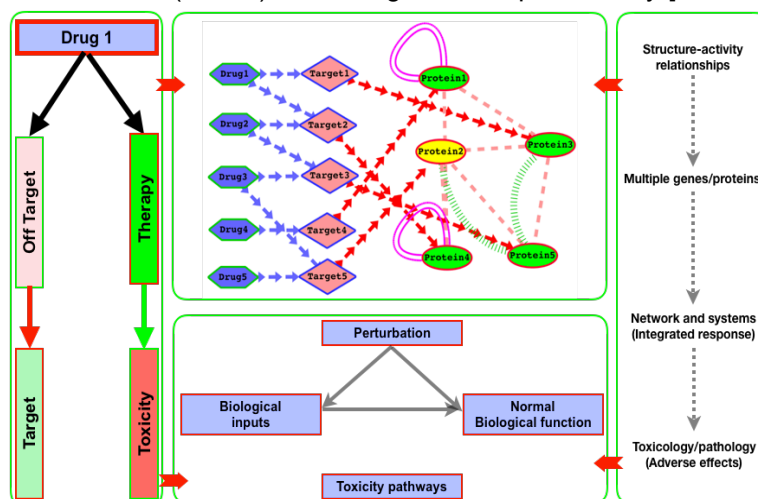 Drug 1
Off Target
Therapy
Target
Toxicity
Drug1
Drug2
Drug3
Drug4
Drug5
Target1
Target2
Target3
Target4
Target5
Protein1
Protein2
Protein3
Protein4
Protein5
Perturbation
Biological
inputs
Normal
Biological function
Toxicity pathways
Structure-activity
relationships
Multiple genes/proteins
Network and systems
(Integrated response)
Toxicology/pathology
(Adverse effects)